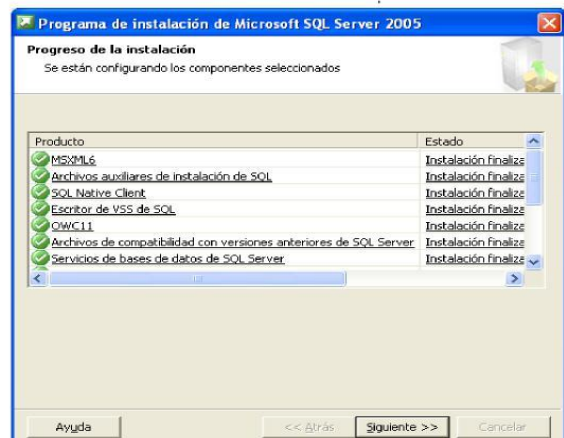 Programa de instalación de Microsoft SQL Server 2005
Progreso de la instalación
Se están configurando los componentes seleccionados
Producto Estado
MSXML6 Instalación finaliza
Archivos auxiliares de instalación de SQL Instalación finaliza
SQL Native Client Instalación finaliza
Escritor de VSS de SQL Instalación finaliza
OWC11 Instalación finaliza
Archivos de compatibilidad con versiones anteriores de SQL Server Instalación finaliza
Servicios de bases de datos de SQL Server Instalación finaliza
Ayuda << Atrás Siguiente >> Cancelar